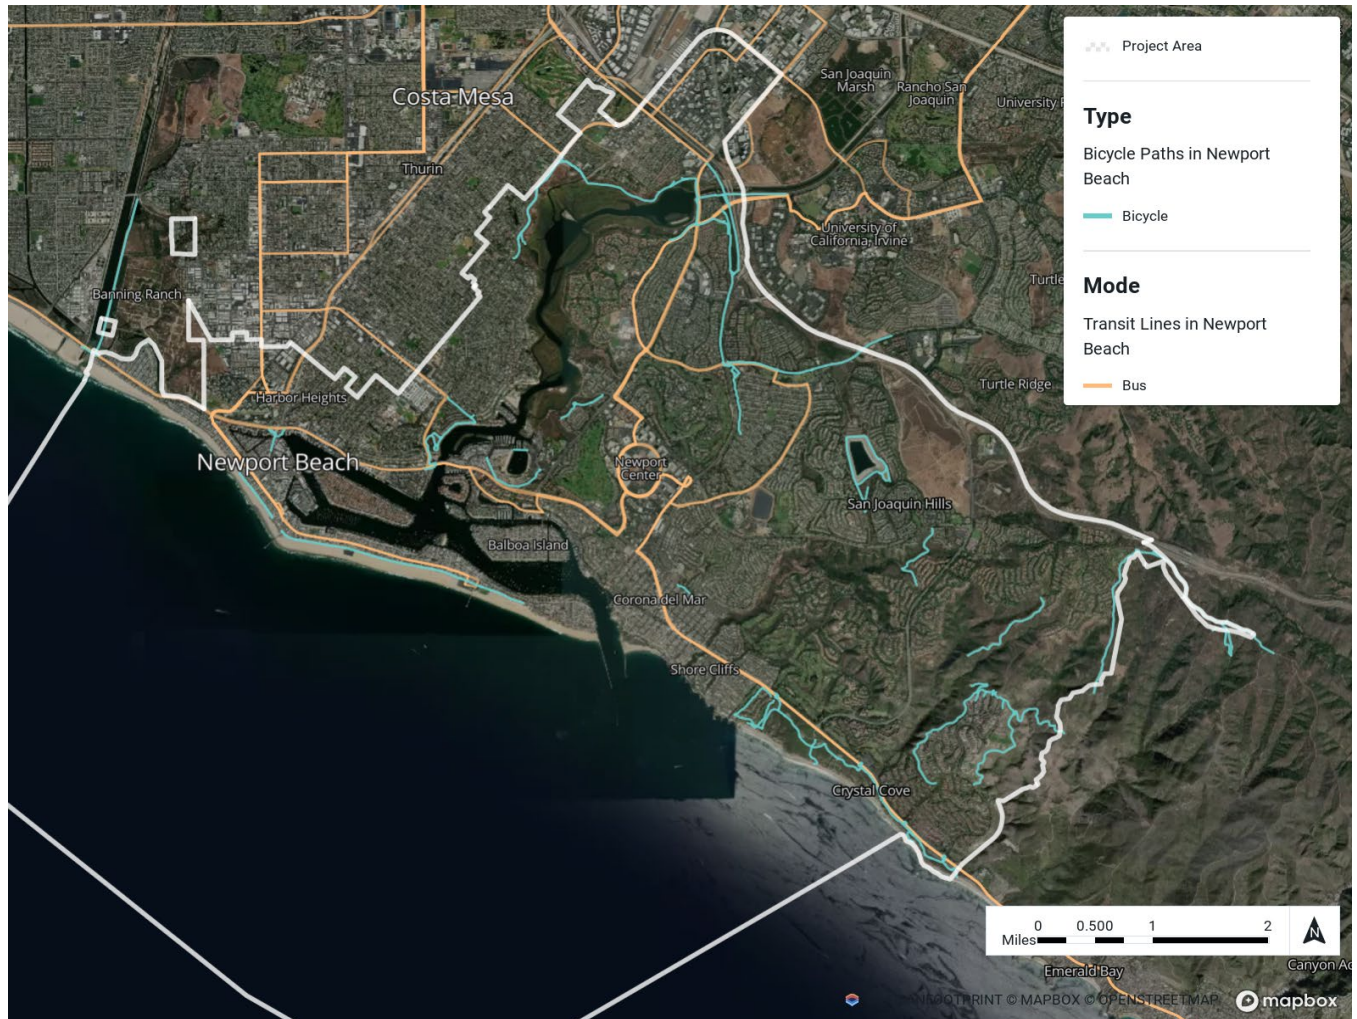 Project Area
Type
Bicycle Paths in Newport
Beach
Bicycle
Mode
Transit Lines in Newport
Beach
Bus
Costa Mesa
San Joaquin
Marsh
Rancho San
Joaquin
University
Thurin
University of
California, Irvine
Banning Ranch
Turtle
Turtle Ridge
Harbor Heights
Newport Beach
Newport
Center
San Joaquin Hills
Balboa Island
Corona del Mar
Shore Cliffs
Crystal Cove
0 0.500 1 2
Miles
N
Emerald Bay
Canyon Ac
© MAPBOX © OPENSTREETMAP
mapbox